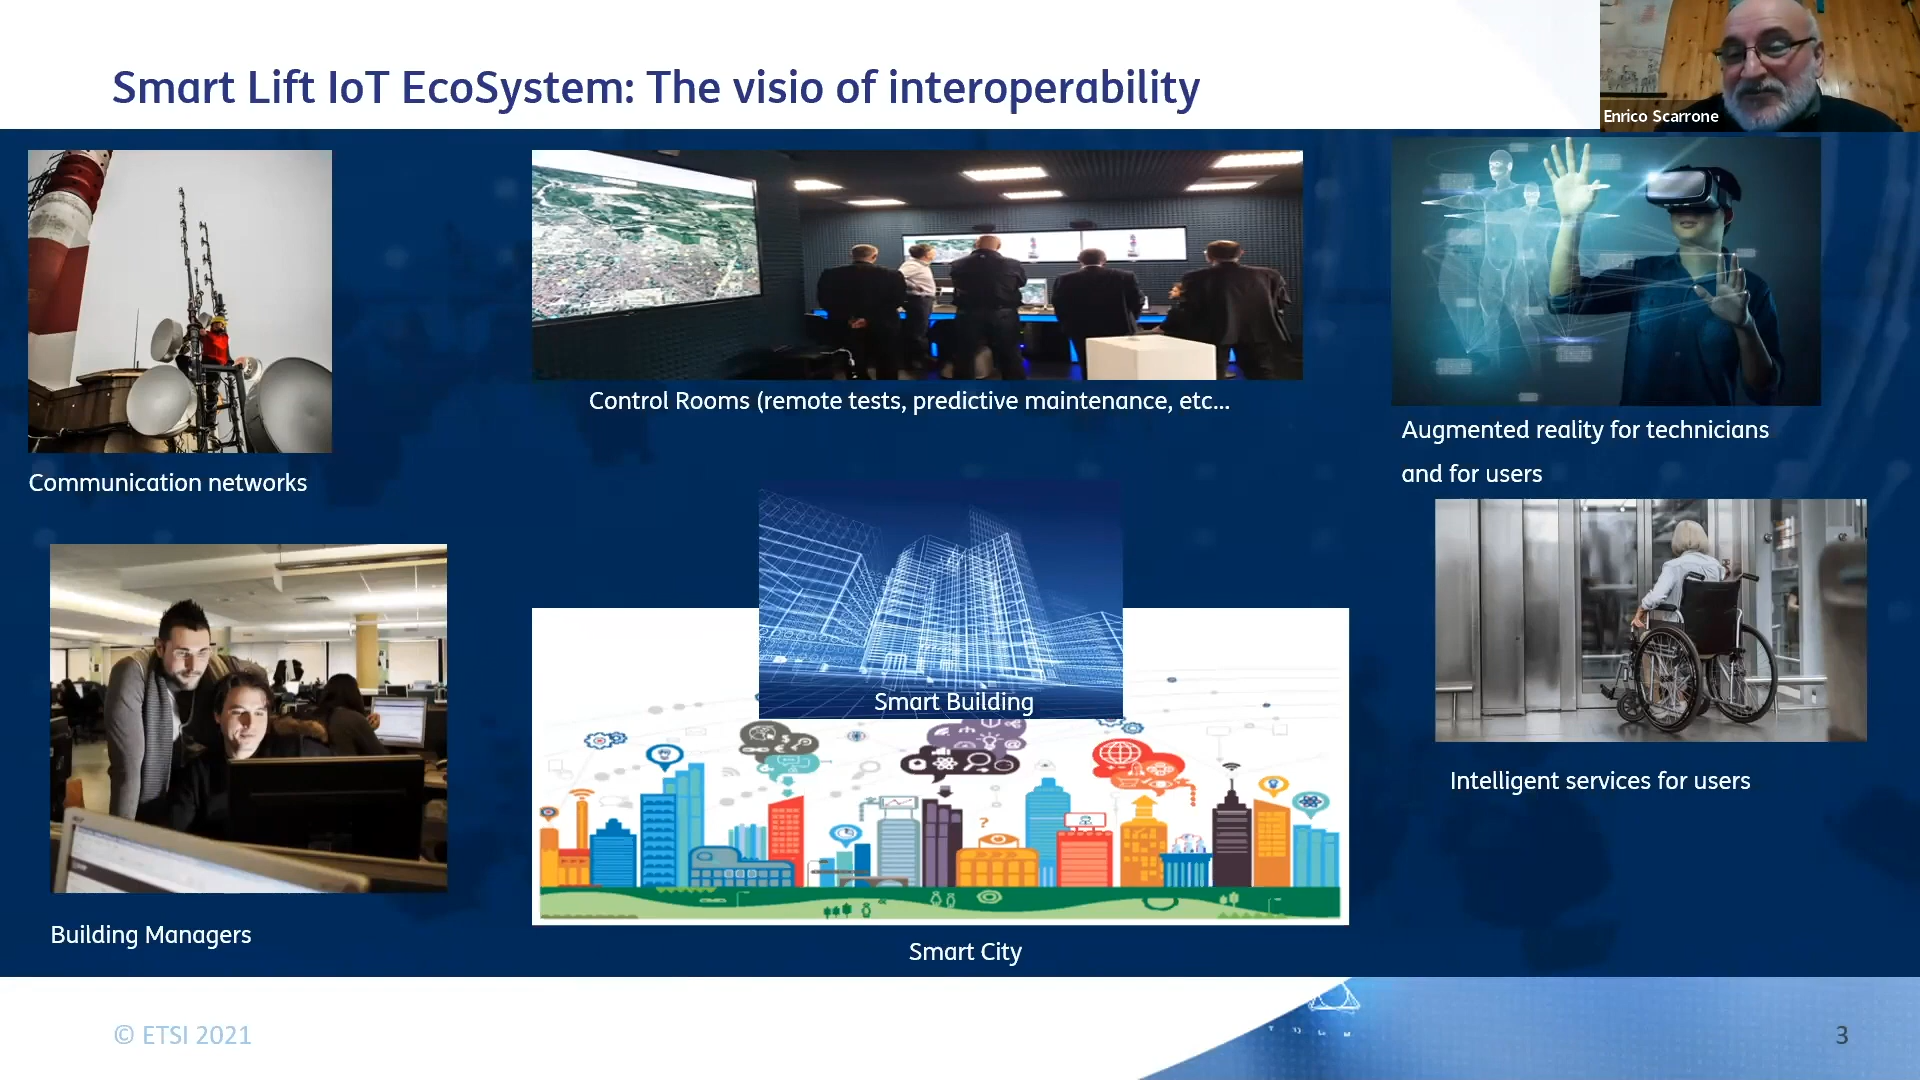 Smart Lift IoT EcoSystem: The visio of interoperability
Enrico Scarrone
Communication networks
Control Rooms (remote tests, predictive maintenance, etc...
Augmented reality for technicians
and for users
Building Managers
Smart Building
Smart City
Intelligent services for users
© ETSI 2021
3